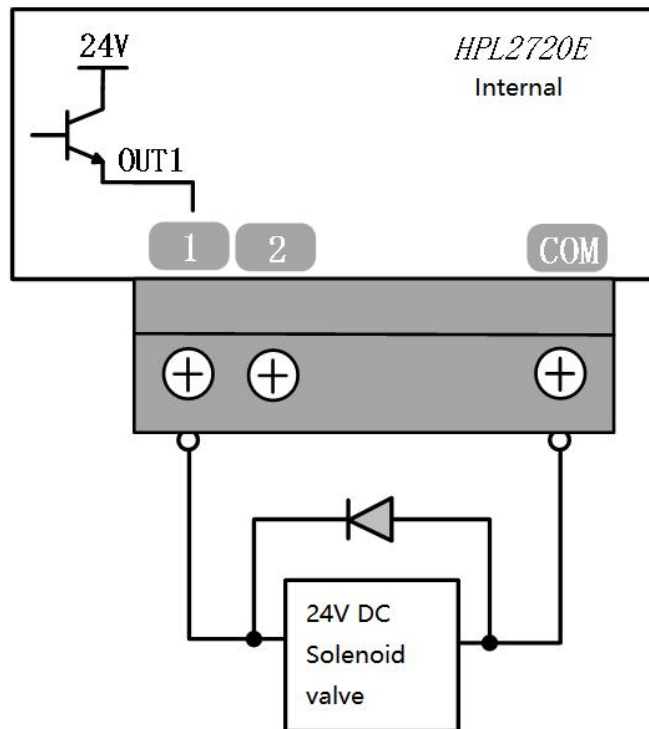 24V
HPL2720E
Internal
OUT1
1 2 COM
24V DC
Solenoid
valve